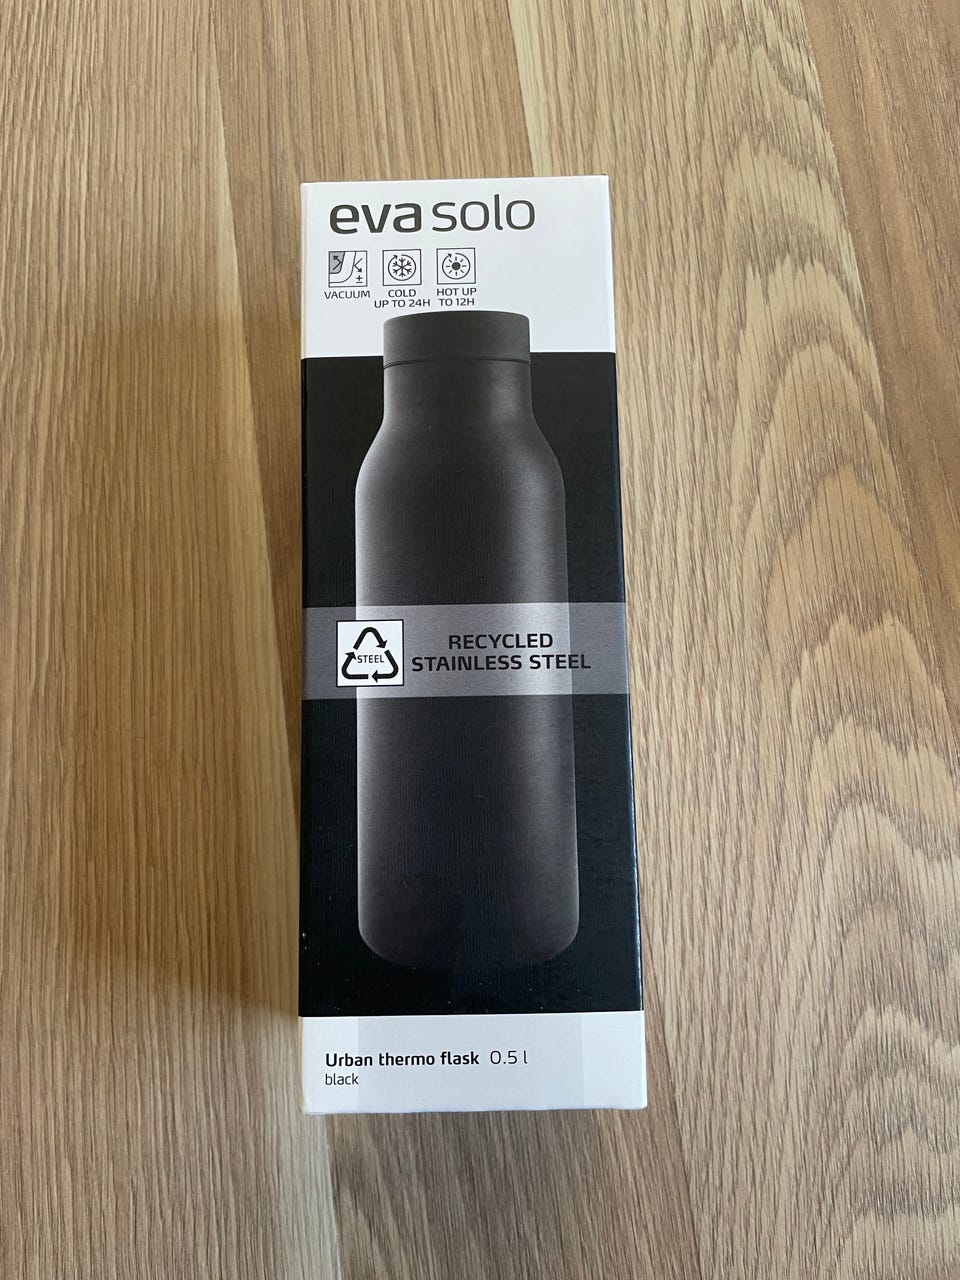 eva solo
VACUUM
COLD
UP TO 24H
HOT UP
TO 12H
STEEL
RECYCLED
STAINLESS STEEL
Urban thermo flask 0.5 l
black